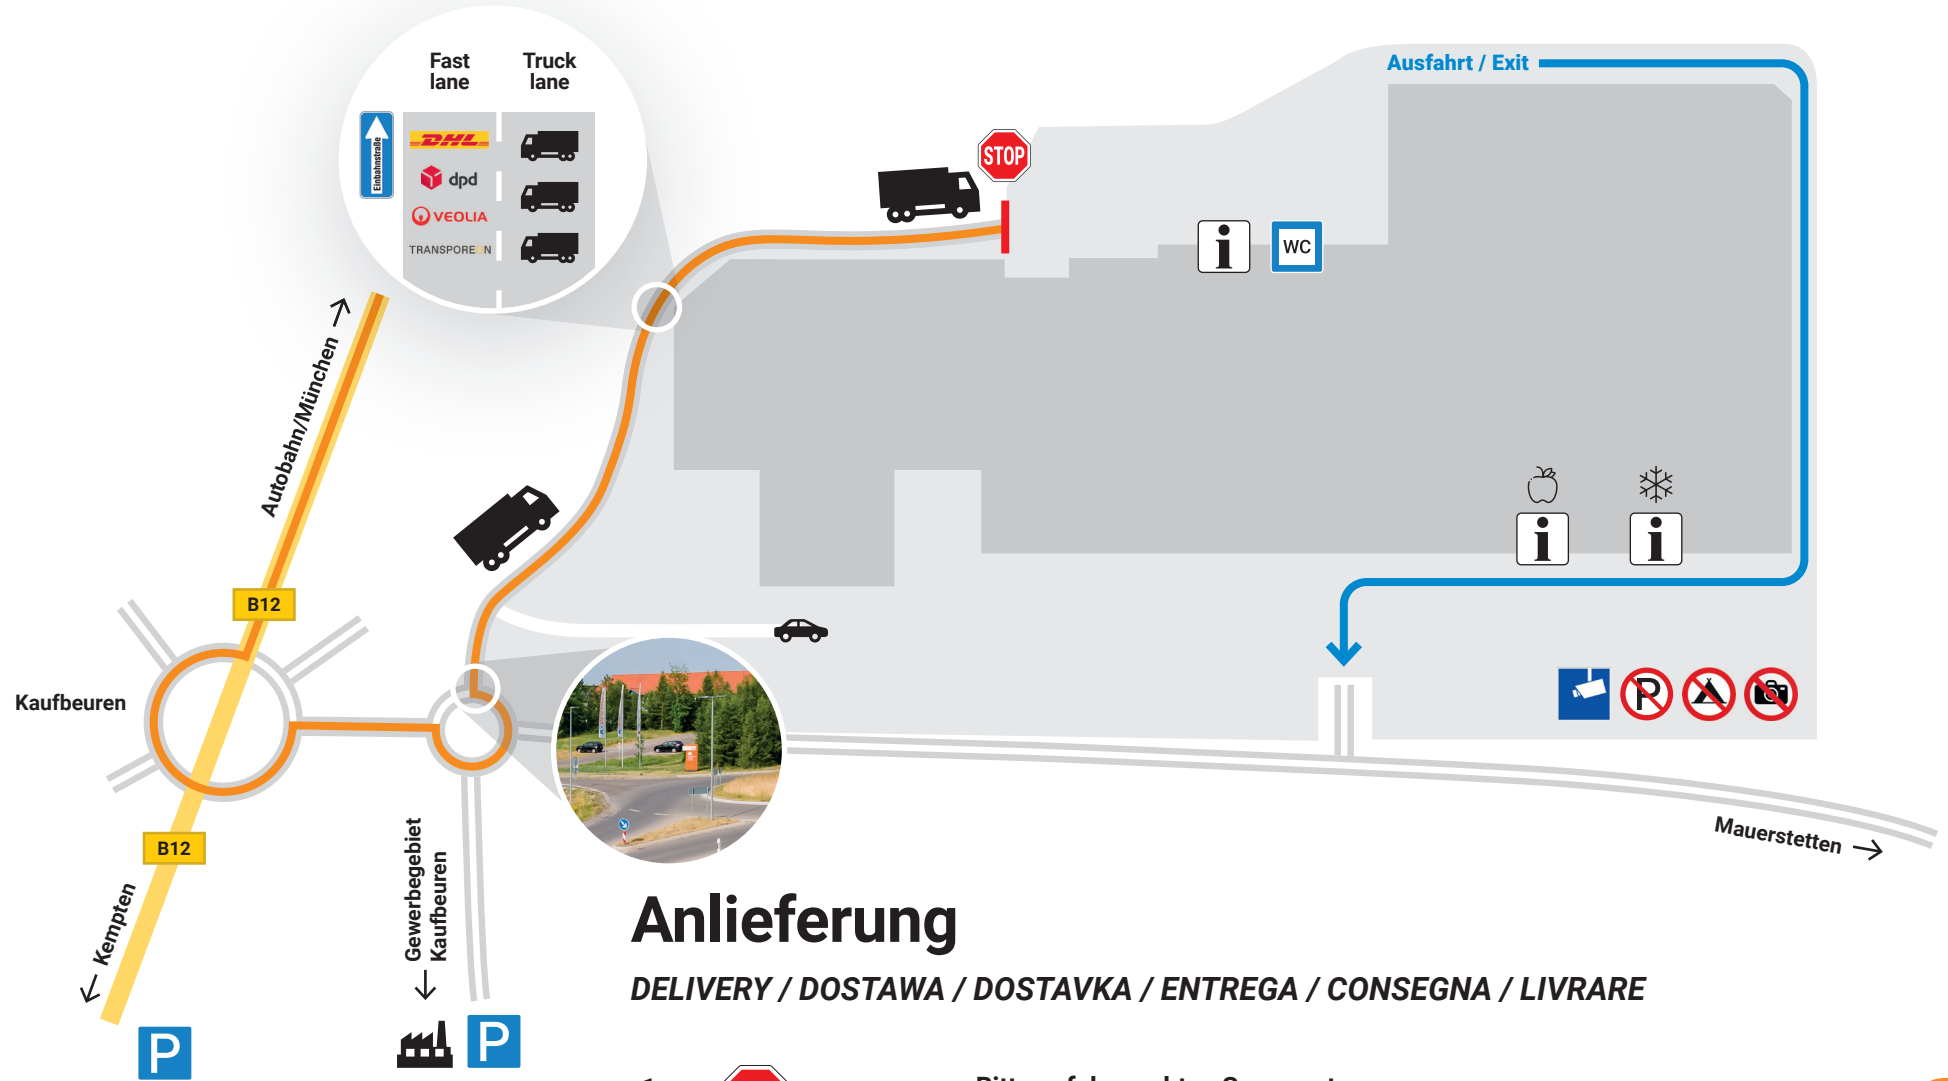 Fast
lane
Truck
lane
Einbahnstraße
DHL
dpd
VEOLIA
TRANSPOREON
STOP
Ausfahrt / Exit
i
WC
Autobahn/München
i
i
B12
Kaufbeuren
P
B12
Kempten
Gewerbegebiet
Kaufbeuren
Mauerstetten
Anlieferung
DELIVERY / DOSTAWA / DOSTAVKA / ENTREGA / CONSEGNA / LIVRARE
P
P